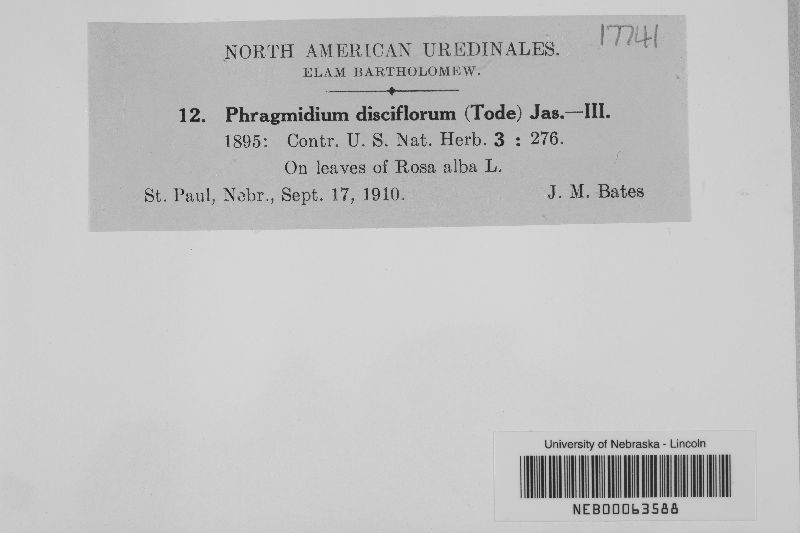 17741
NORTH AMERICAN UREDINALES.
ELAM BARTHOLOMEW.
12. Phragmidium disciflorum (Tode) Jas.—III.
1895: Contr. U. S. Nat. Herb. 3 : 276.
On leaves of Rosa alba L.
St. Paul, Nebr., Sept. 17, 1910. J. M. Bates
University of Nebraska - Lincoln
NEB00063588